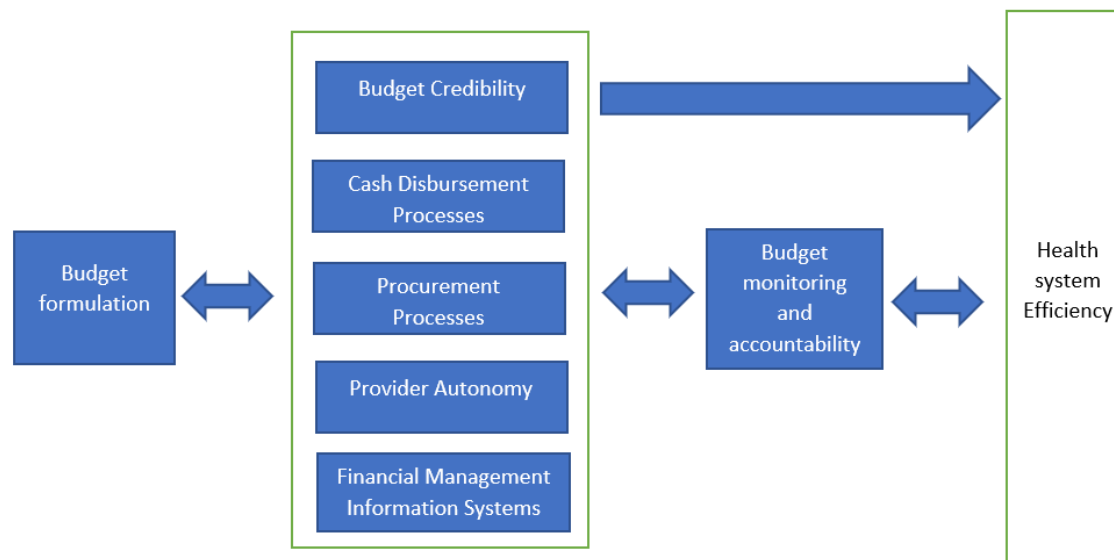 Budget
formulation
Budget Credibility
Cash Disbursement
Processes
Procurement
Processes
Provider Autonomy
Financial Management
Information Systems
Budget
monitoring
and
accountability
Health
system
Efficiency